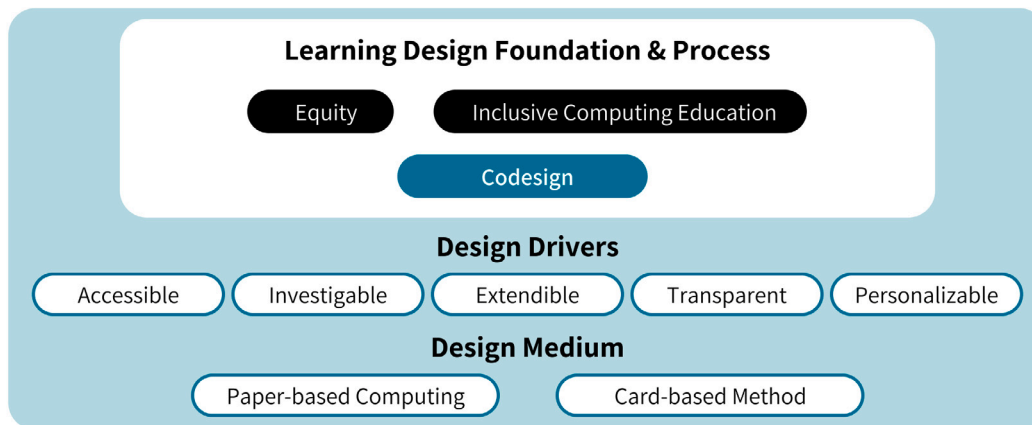 Learning Design Foundation & Process
Equity Inclusive Computing Education
Codesign
Design Drivers
Accessible Investigable Extendible Transparent Personalizable
Design Medium
Paper-based Computing Card-based Method